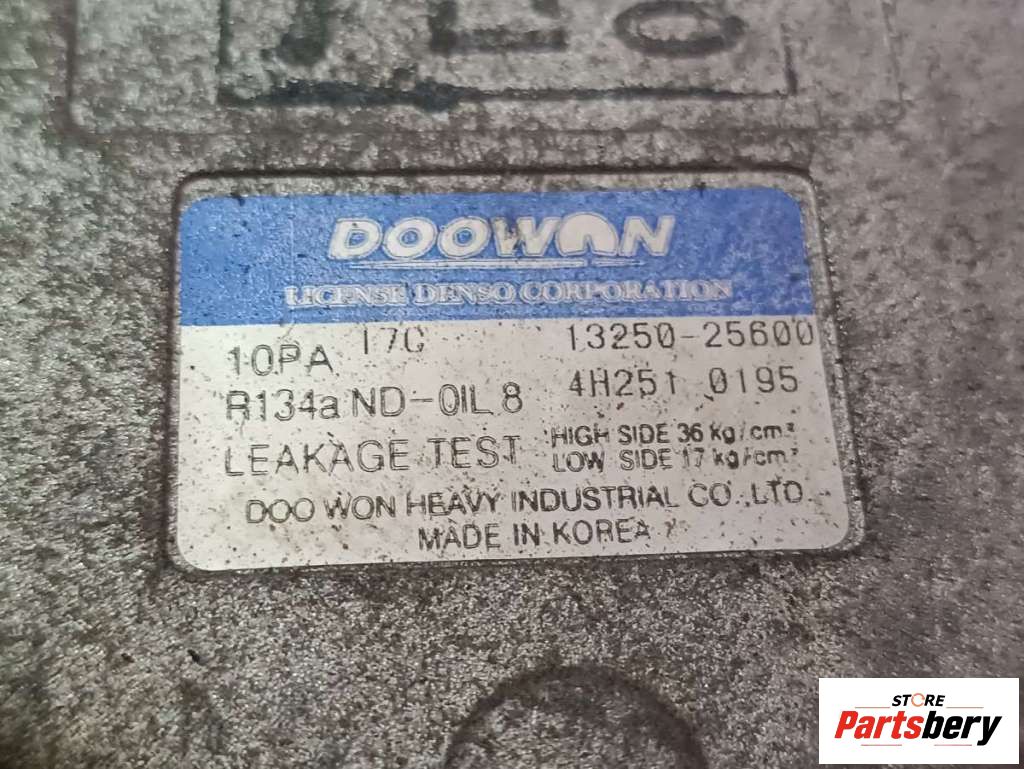 DOOWON
LICENSE DENSO CORPORATION
10PA 17C 13250-25600
R134a ND-OIL 8 4H251 0195
LEAKAGE TEST HIGH SIDE 36 kg/cm²
LOW SIDE 17 kg/cm²
DOO WON HEAVY INDUSTRIAL CO.,LTD.
MADE IN KOREA
STORE
Partsbery